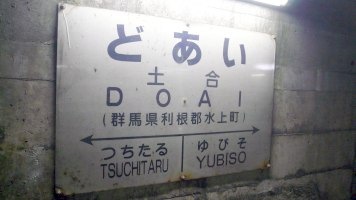 どあい
土合
DOAI
(群馬県利根郡水上町)
つちたる ゆびそ
TSUCHITARU YUBISO